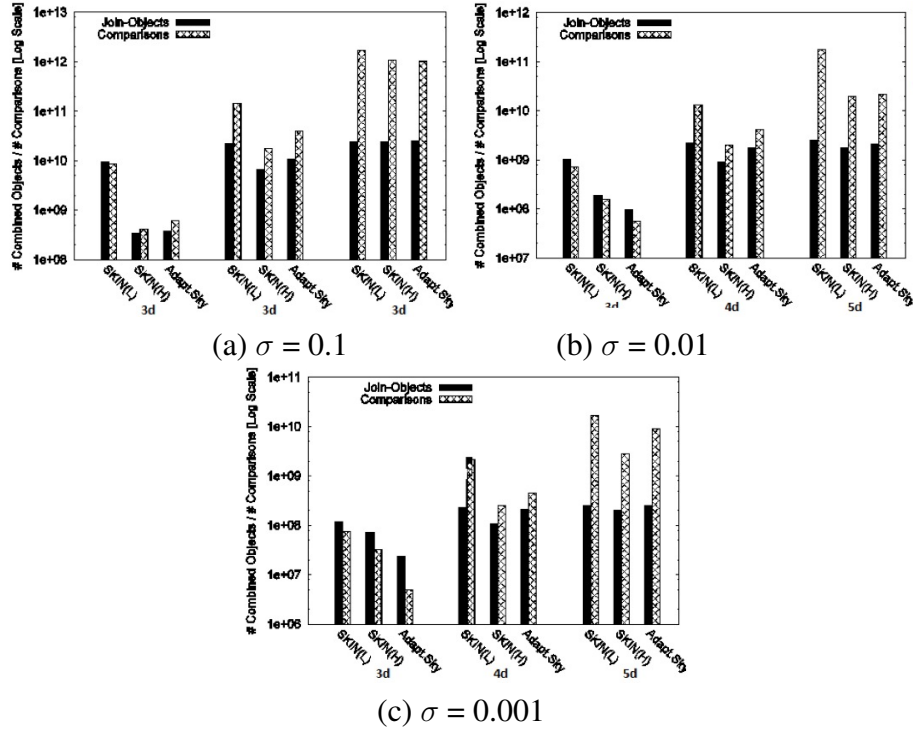 # Combined Objects / # Comparisons [Log Scale]
1e+13
1e+12
1e+11
1e+10
1e+09
1e+08
Join-Objects
Comparisons
SKIN(L)
SKIN(H)
Adapt.Sky
3d
SKIN(L)
SKIN(H)
Adapt.Sky
3d
SKIN(L)
SKIN(H)
Adapt.Sky
3d
(a) σ = 0.1
# Combined Objects / # Comparisons [Log Scale]
1e+12
1e+11
1e+10
1e+09
1e+08
1e+07
Join-Objects
Comparisons
SKIN(L)
SKIN(H)
Adapt.Sky
3d
SKIN(L)
SKIN(H)
Adapt.Sky
4d
SKIN(L)
SKIN(H)
Adapt.Sky
5d
(b) σ = 0.01
# Combined Objects / # Comparisons [Log Scale]
1e+11
1e+10
1e+09
1e+08
1e+07
1e+06
Join-Objects
Comparisons
SKIN(L)
SKIN(H)
Adapt.Sky
3d
SKIN(L)
SKIN(H)
Adapt.Sky
4d
SKIN(L)
SKIN(H)
Adapt.Sky
5d
(c) σ = 0.001